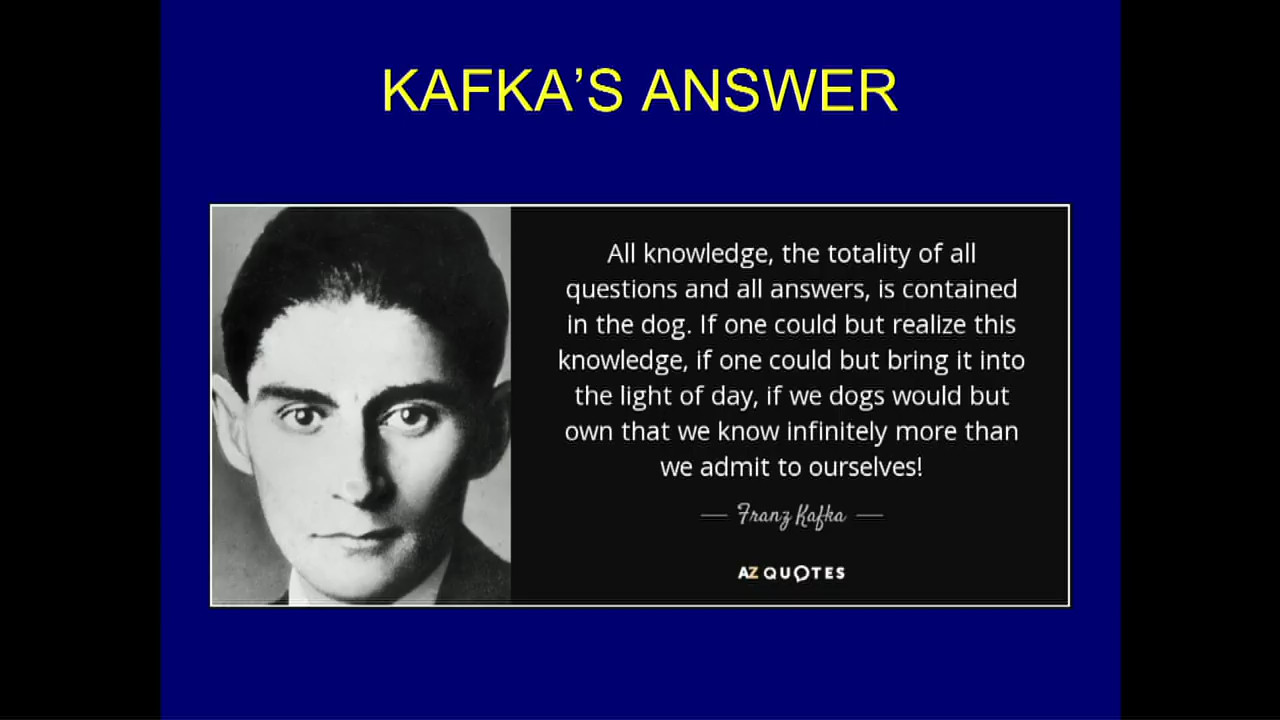 KAFKA’S ANSWER
All knowledge, the totality of all
questions and all answers, is contained
in the dog. If one could but realize this
knowledge, if one could but bring it into
the light of day, if we dogs would but
own that we know infinitely more than
we admit to ourselves!
Franz Kafka
AZ QUOTES